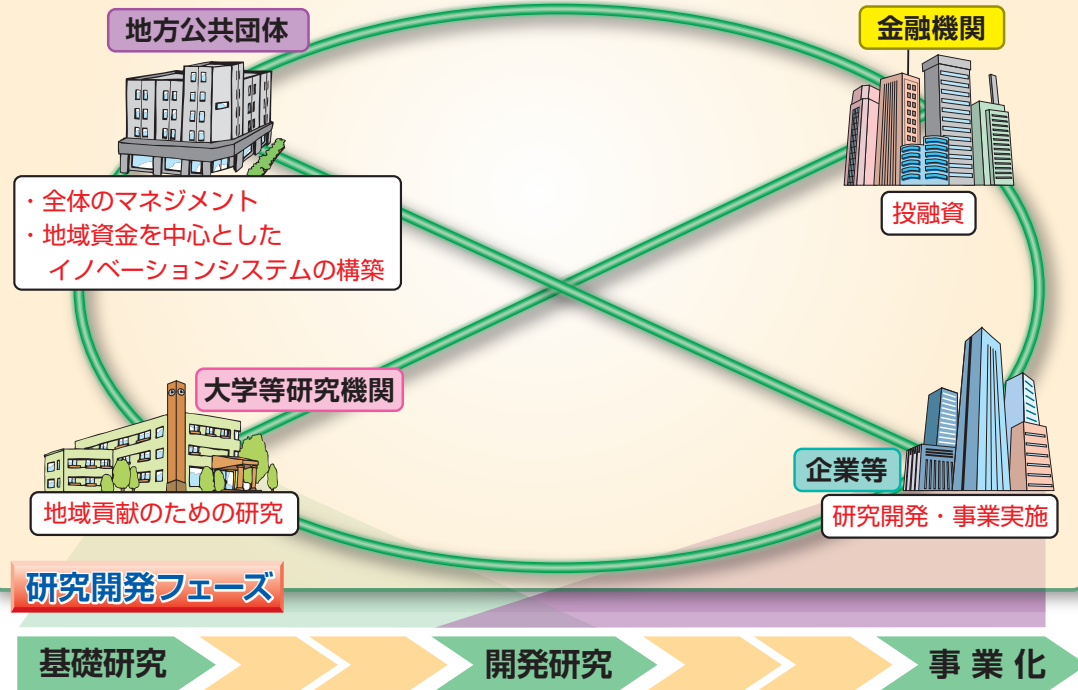 地方公共団体
金融機関
・全体のマネジメント
・地域資金を中心とした
イノベーションシステムの構築
投融資
大学等研究機関
企業等
地域貢献のための研究
研究開発・事業実施
研究開発フェーズ
基礎研究
開発研究
事業化